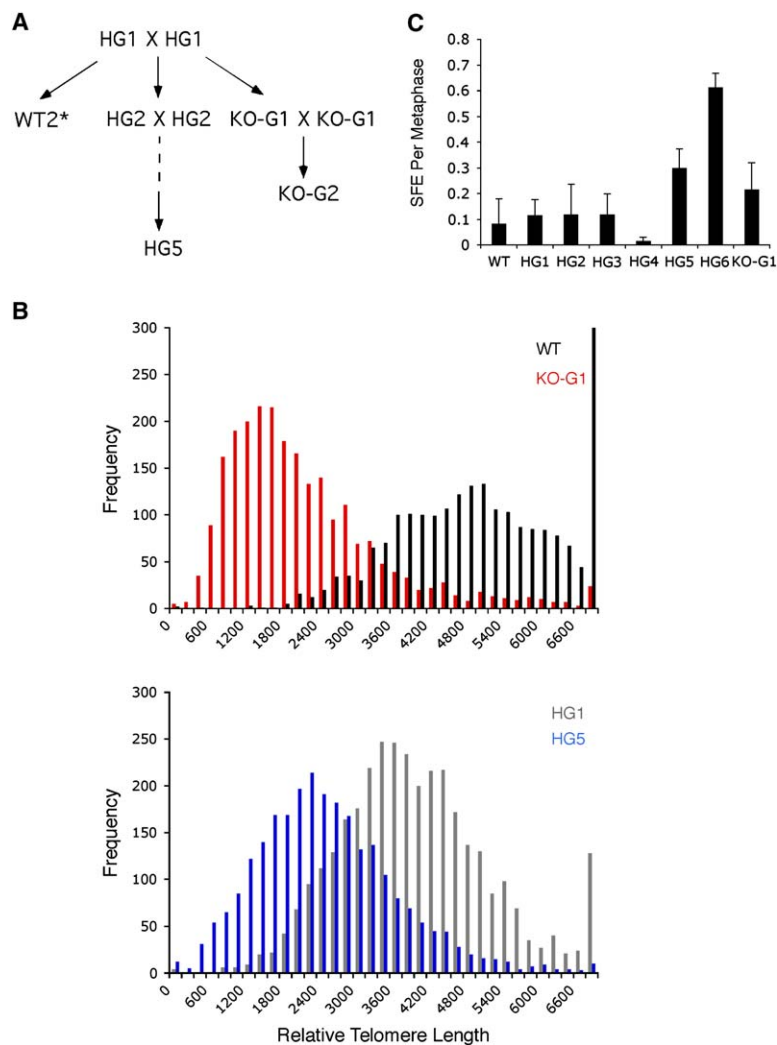 A
HG1 X HG1
WT2* HG2 X HG2 KO-G1 X KO-G1
KO-G2
HG5
C
SFE Per Metaphase
0.8
0.7
0.6
0.5
0.4
0.3
0.2
0.1
0
WT HG1 HG2 HG3 HG4 HG5 HG6 KO-G1
B
Frequency
300
250
200
150
100
50
0
WT
KO-G1
0 600 1200 1800 2400 3000 3600 4200 4800 5400 6000 6600
Frequency
300
250
200
150
100
50
0
HG1
HG5
0 600 1200 1800 2400 3000 3600 4200 4800 5400 6000 6600
Relative Telomere Length